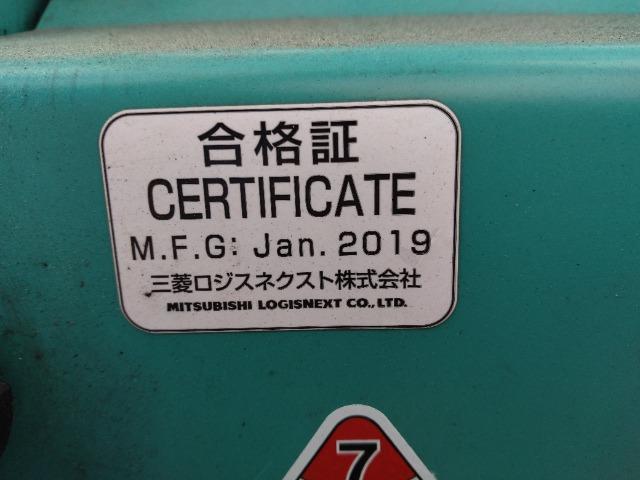 合格証
CERTIFICATE
M.F.G: Jan. 2019
三菱ロジスネクスト株式会社
MITSUBISHI LOGISNEXT CO., LTD.
7